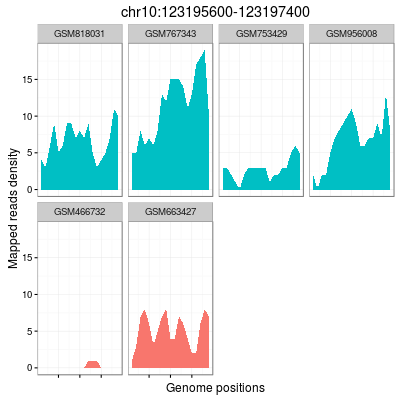 chr10:123195600-123197400
GSM818031 GSM767343 GSM753429 GSM956008
15
10
5
0
GSM466732 GSM663427
15
10
5
0
Mapped reads density
Genome positions